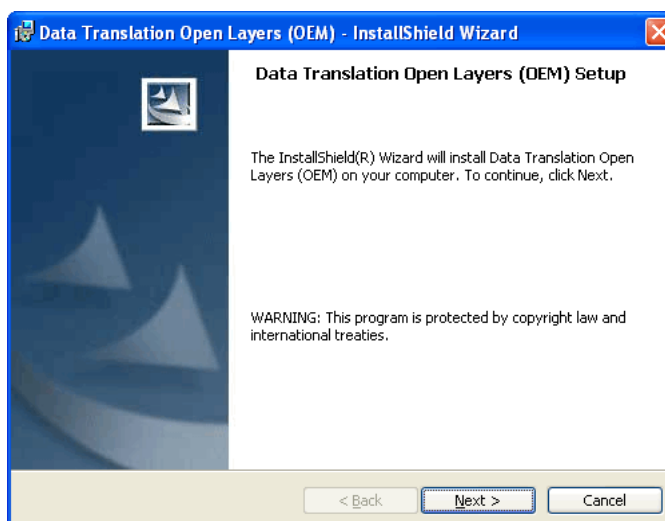 Data Translation Open Layers (OEM) - InstallShield Wizard
Data Translation Open Layers (OEM) Setup
The InstallShield(R) Wizard will install Data Translation Open
Layers (OEM) on your computer. To continue, click Next.
WARNING: This program is protected by copyright law and
international treaties.
< Back
Next >
Cancel